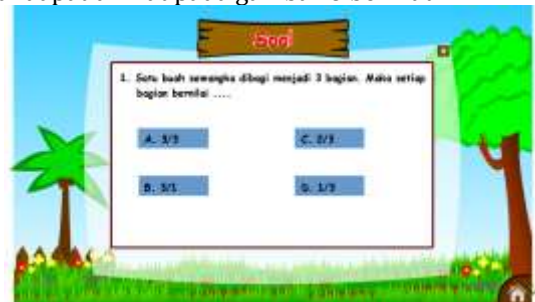 Soal
1. Satu buah semangka dibagi menjadi 3 bagian. Maka setiap
bagian bernilai ....
A. 3/3
C. 2/3
B. 3/1
D. 1/3